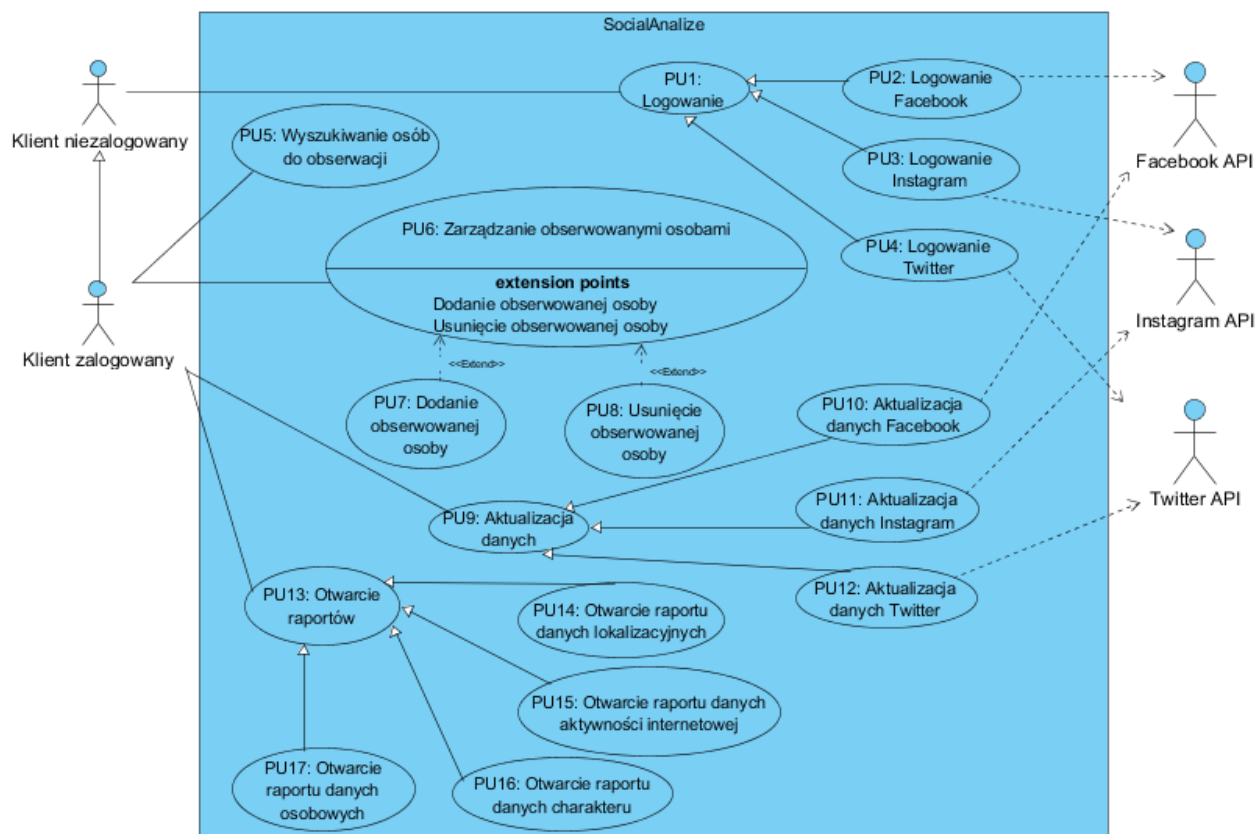 SocialAnalize
Klient niezalogowany
Klient zalogowany
PU1:
Logowanie
PU2: Logowanie
Facebook
PU3: Logowanie
Instagram
PU4: Logowanie
Twitter
PU5: Wyszukiwanie osób
do obserwacji
PU6: Zarządzanie obserwowanymi osobami
extension points
Dodanie obserwowanej osoby
Usunięcie obserwowanej osoby
<<Extend>>
<<Extend>>
PU7: Dodanie
obserwowanej
osoby
PU8: Usunięcie
obserwowanej
osoby
PU9: Aktualizacja
danych
PU10: Aktualizacja
danych Facebook
PU11: Aktualizacja
danych Instagram
PU12: Aktualizacja
danych Twitter
PU13: Otwarcie
raportów
PU14: Otwarcie raportu
danych lokalizacyjnych
PU15: Otwarcie raportu danych
aktywności internetowej
PU16: Otwarcie raportu
danych charakteru
PU17: Otwarcie
raportu danych
osobowych
Facebook API
Instagram API
Twitter API